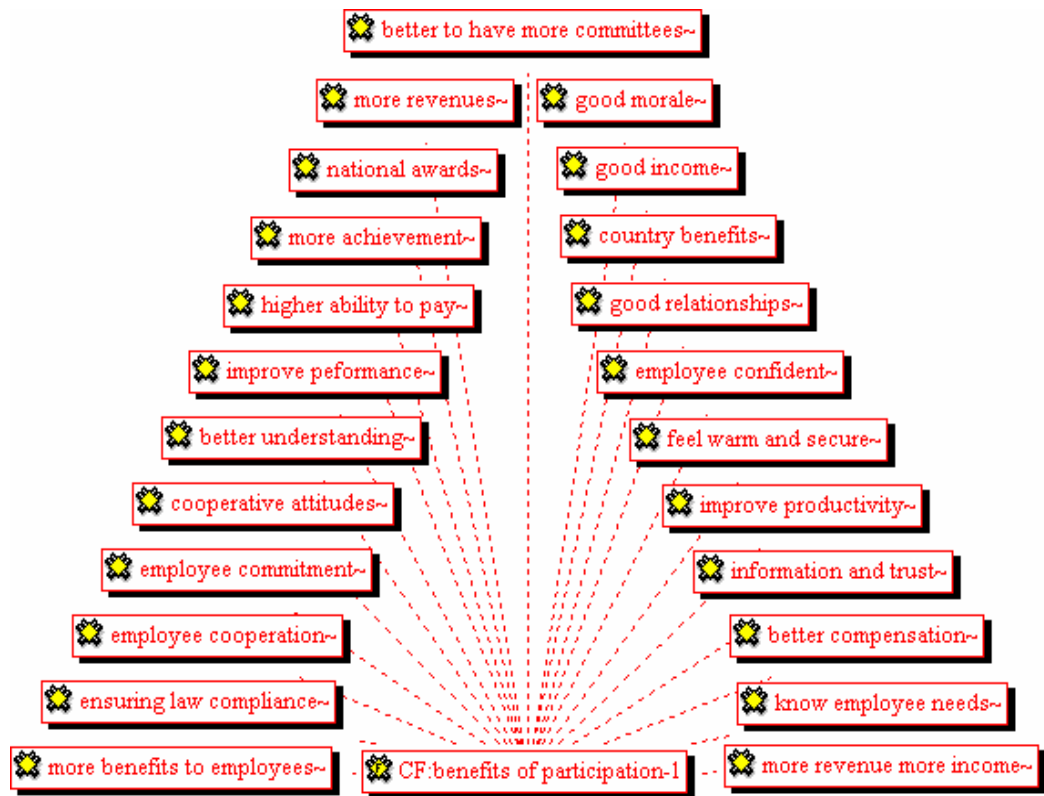 better to have more committees~
more revenues~
good morale~
national awards~
good income~
more achievement~
country benefits~
higher ability to pay~
good relationships~
improve peformance~
employee confident~
better understanding~
feel warm and secure~
cooperative attitudes~
improve productivity~
employee commitment~
information and trust~
employee cooperation~
better compensation~
ensuring law compliance~
know employee needs~
more benefits to employees~
F CF:benefits of participation-1
more revenue more income~